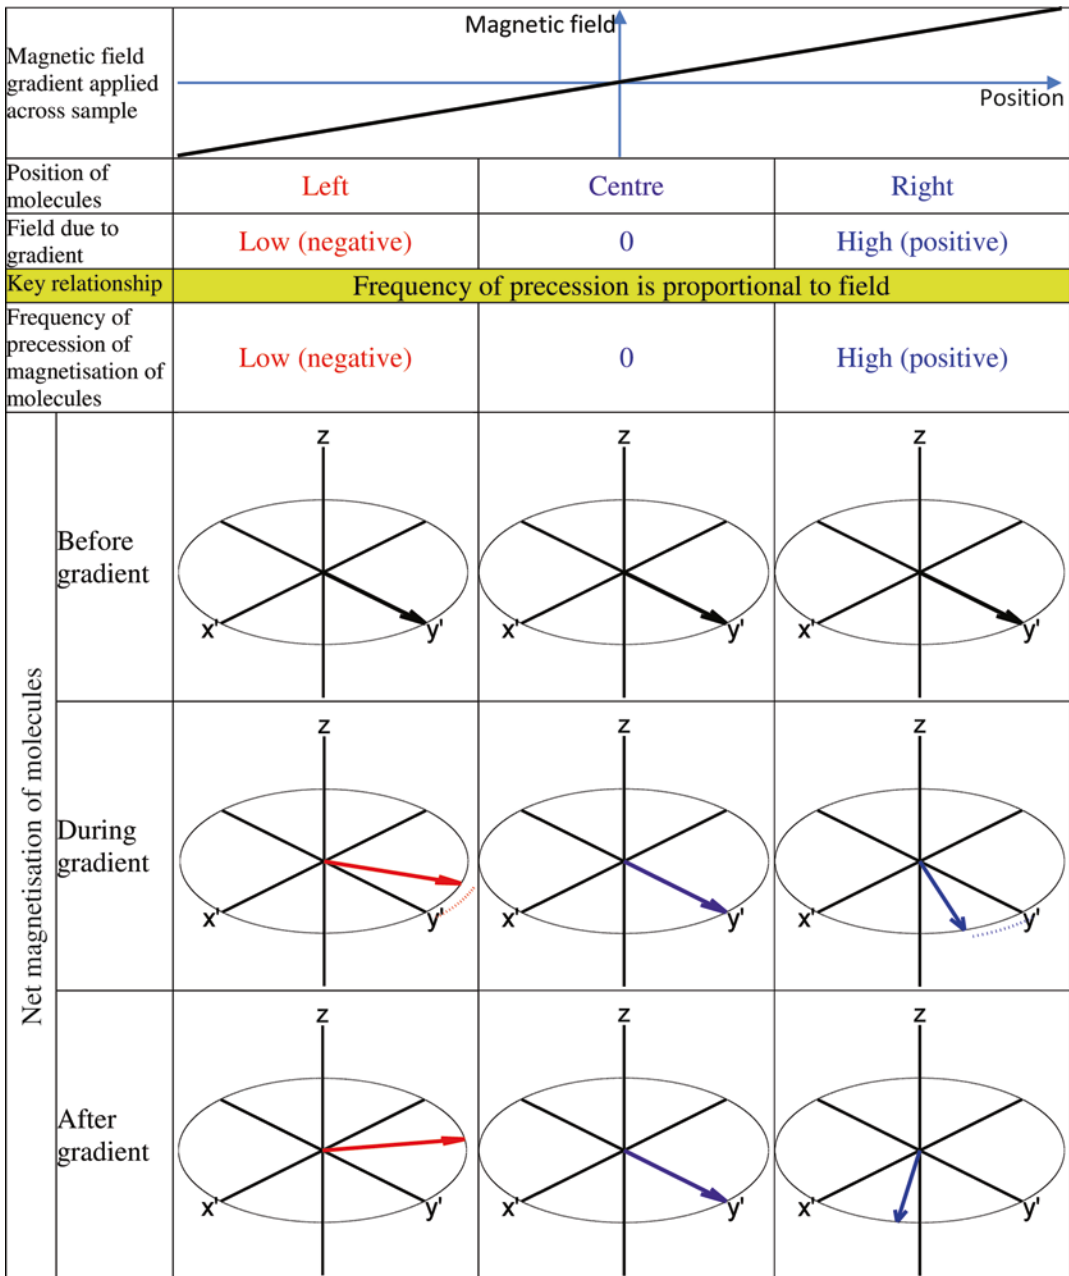 Magnetic field
Position
Magnetic field
gradient applied
across sample
Position of
molecules
Left
Centre
Right
Field due to
gradient
Low (negative)
0
High (positive)
Key relationship
Frequency of precession is proportional to field
Frequency of
precession of
magnetisation of
molecules
Low (negative)
0
High (positive)
Net magnetisation of molecules
Before
gradient
z
x'
y'
z
x'
y'
z
x'
y'
During
gradient
z
x'
y'
z
x'
y'
z
x'
y'
After
gradient
z
x'
y'
z
x'
y'
z
x'
y'